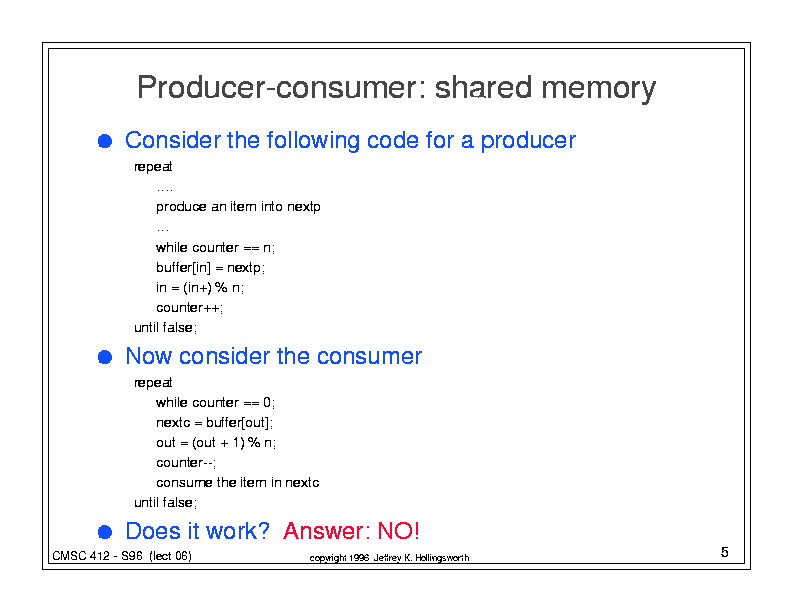 Producer-consumer: shared memory
Consider the following code for a producer
repeat
....
produce an item into nextp
...
while counter == n;
buffer[in] = nextp;
in = (in+) % n;
counter++;
until false;
Now consider the consumer
repeat
while counter == 0;
nextc = buffer[out];
out = (out + 1) % n;
counter--;
consume the item in nextc
until false;
Does it work? Answer: NO!
CMSC 412 - S96 (lect 06)
copyright 1996 Jeffrey K. Hollingsworth
5